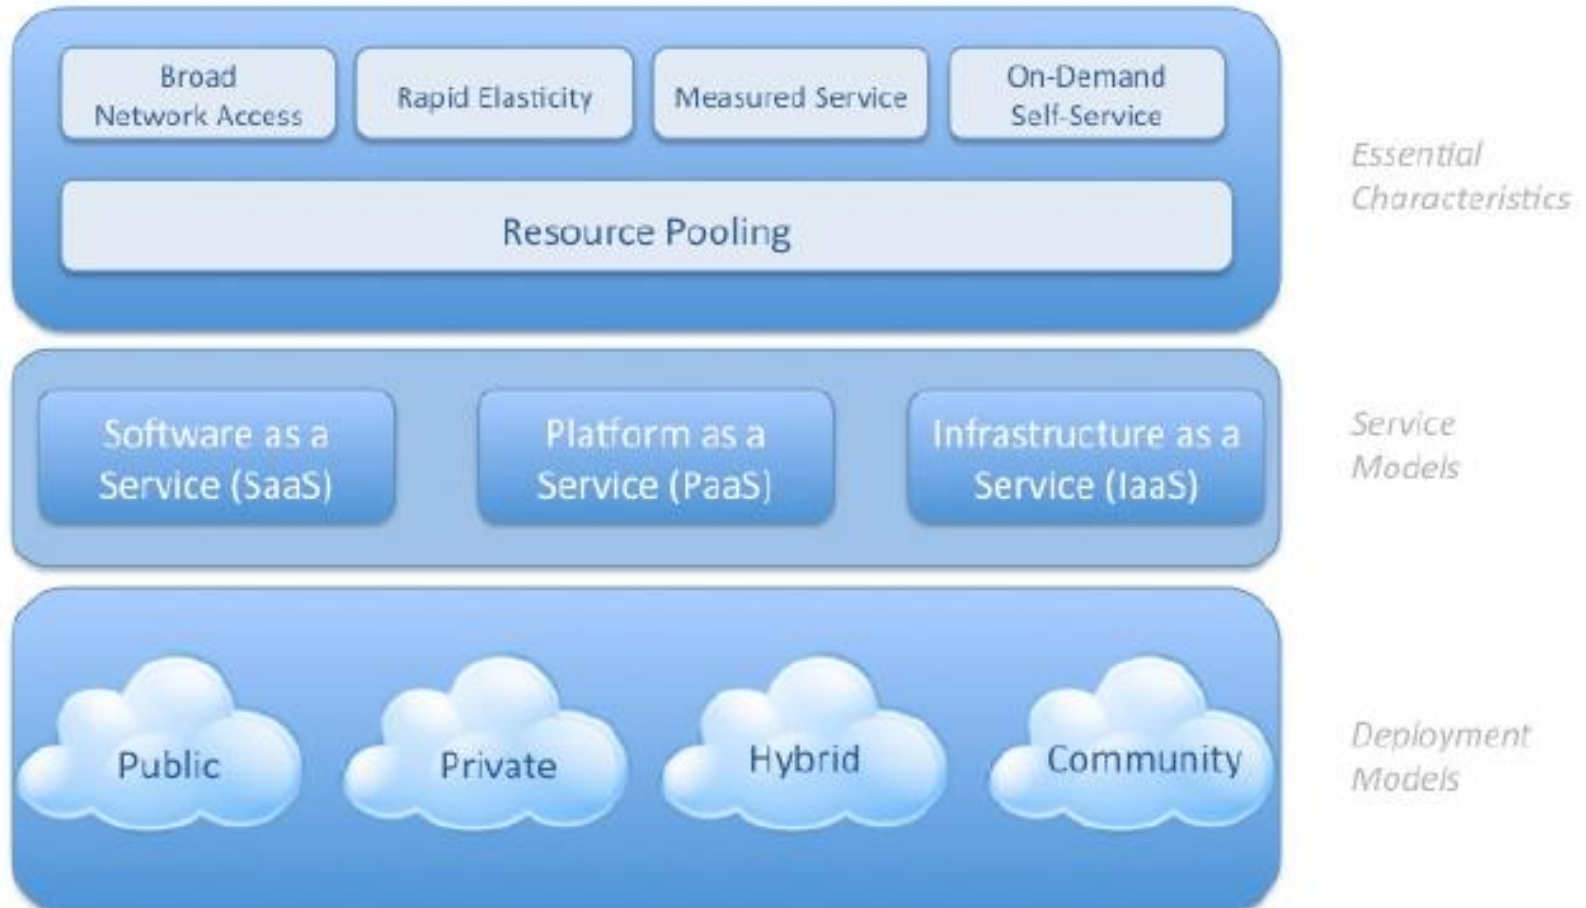 Broad
Network Access
Rapid Elasticity
Measured Service
On-Demand
Self-Service
Resource Pooling
Essential
Characteristics
Software as a
Service (SaaS)
Platform as a
Service (PaaS)
Infrastructure as a
Service (IaaS)
Service
Models
Public
Private
Hybrid
Community
Deployment
Models